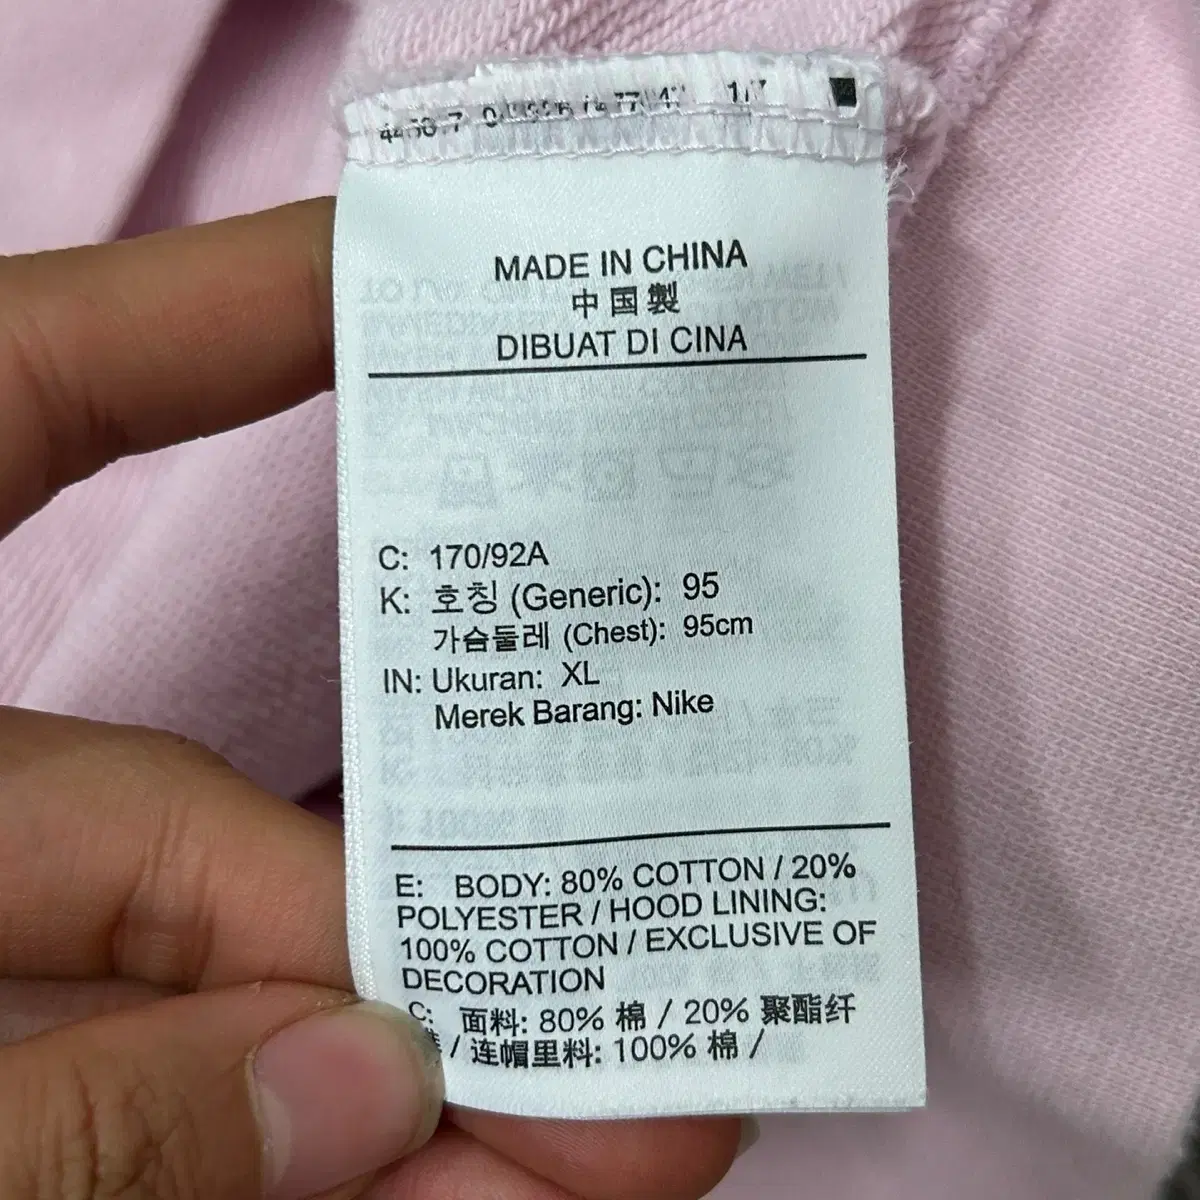 MADE IN CHINA
中国製
DIBUAT DI CINA
C: 170/92A
K: 호칭 (Generic): 95
가슴둘레 (Chest): 95cm
IN: Ukuran: XL
Merek Barang: Nike
E: BODY: 80% COTTON / 20%
POLYESTER / HOOD LINING:
100% COTTON / EXCLUSIVE OF
DECORATION
C: 面料: 80% 棉 / 20% 聚酯纤
/ 连帽里料: 100% 棉 /